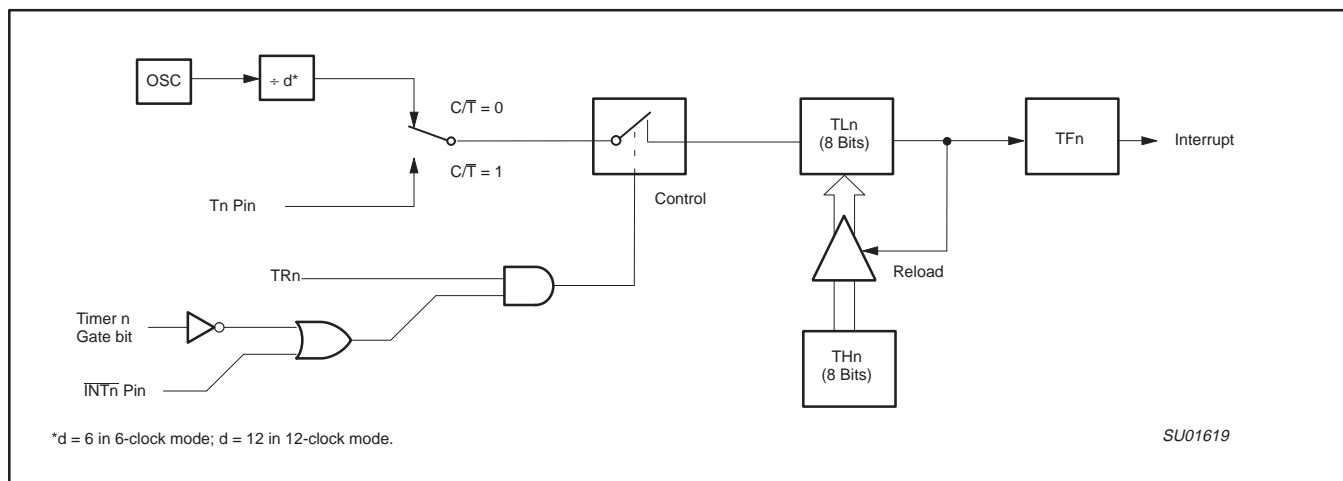 OSC
÷ d*
C/T̅ = 0
C/T̅ = 1
Tn Pin
Control
TLn
(8 Bits)
TFn
Interrupt
Reload
TRn
Timer n
Gate bit
I̅N̅T̅n̅ Pin
THn
(8 Bits)
*d = 6 in 6-clock mode; d = 12 in 12-clock mode.
SU01619